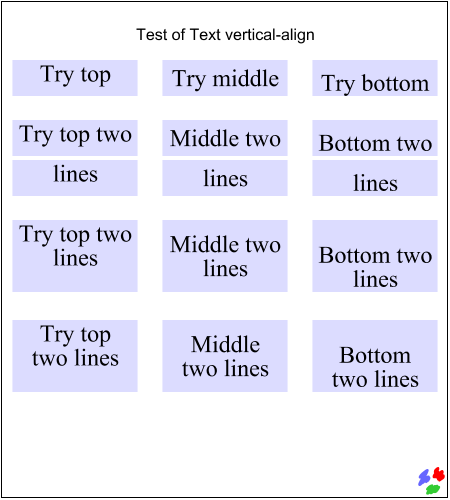 Test of Text vertical-align
Try top
Try middle
Try bottom
Try top two
lines
Middle two
lines
Bottom two
lines
Try top two
lines
Middle two
lines
Bottom two
lines
Try top
two lines
Middle
two lines
Bottom
two lines